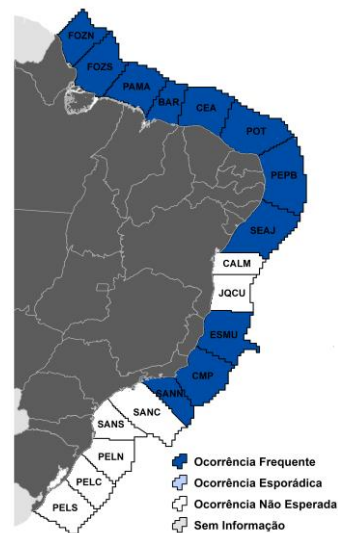 FOZN
FOZS
PAMA
BAR
CEA
POT
PEPB
SEAJ
CALM
JQCU
ESMU
CMP
SANN
SANC
SANS
PELN
PELC
PELS
Ocorrência Frequente
Ocorrência Esporádica
Ocorrência Não Esperada
Sem Informação